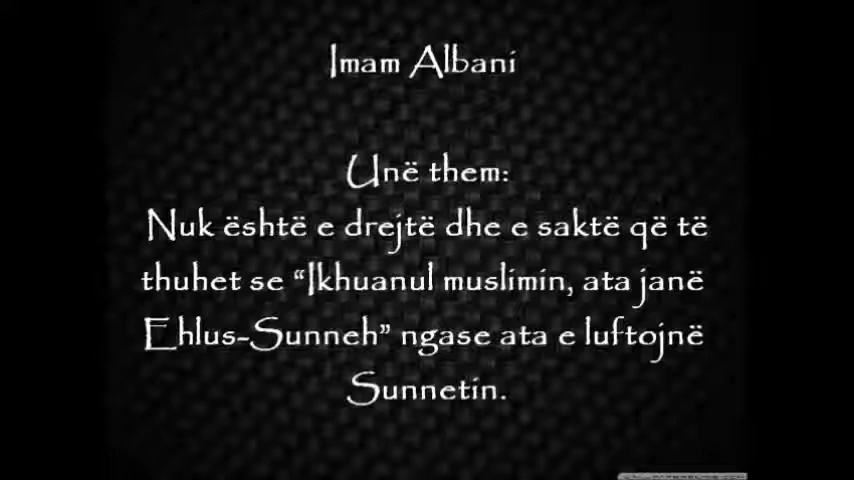 Imam Albani
Unë them:
Nuk është e drejtë dhe e saktë që të
thuhet se “Ikhuanul muslimin, ata janë
Ehlus-Sunneh” ngase ata e luftojnë
Sunnetin.